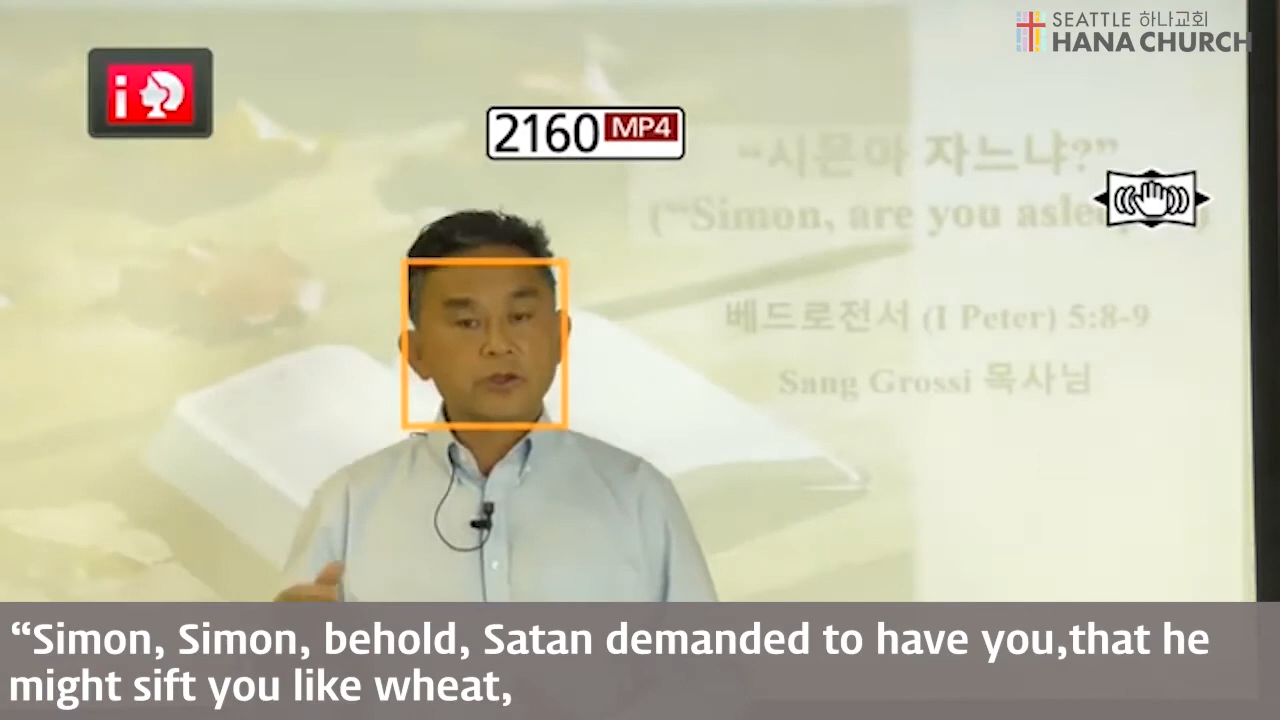 SEATTLE 하나교회
HANA CHURCH
i
2160 MP4
“시몬아 자느냐?”
(“Simon, are you
베드로전서 (I Peter) 5:8-9
Sang Grossi 목사님
“Simon, Simon, behold, Satan demanded to have you,that he
might sift you like wheat,